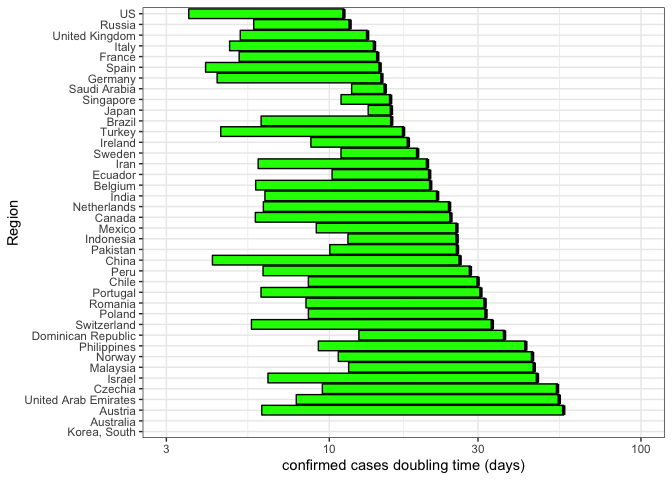 US
Russia
United Kingdom
Italy
France
Spain
Germany
Saudi Arabia
Singapore
Japan
Brazil
Turkey
Ireland
Sweden
Iran
Ecuador
Belgium
India
Netherlands
Canada
Mexico
Indonesia
Pakistan
China
Peru
Chile
Portugal
Romania
Poland
Switzerland
Dominican Republic
Philippines
Norway
Malaysia
Israel
Czechia
United Arab Emirates
Austria
Australia
Korea, South
Region
3 10 30 100
confirmed cases doubling time (days)